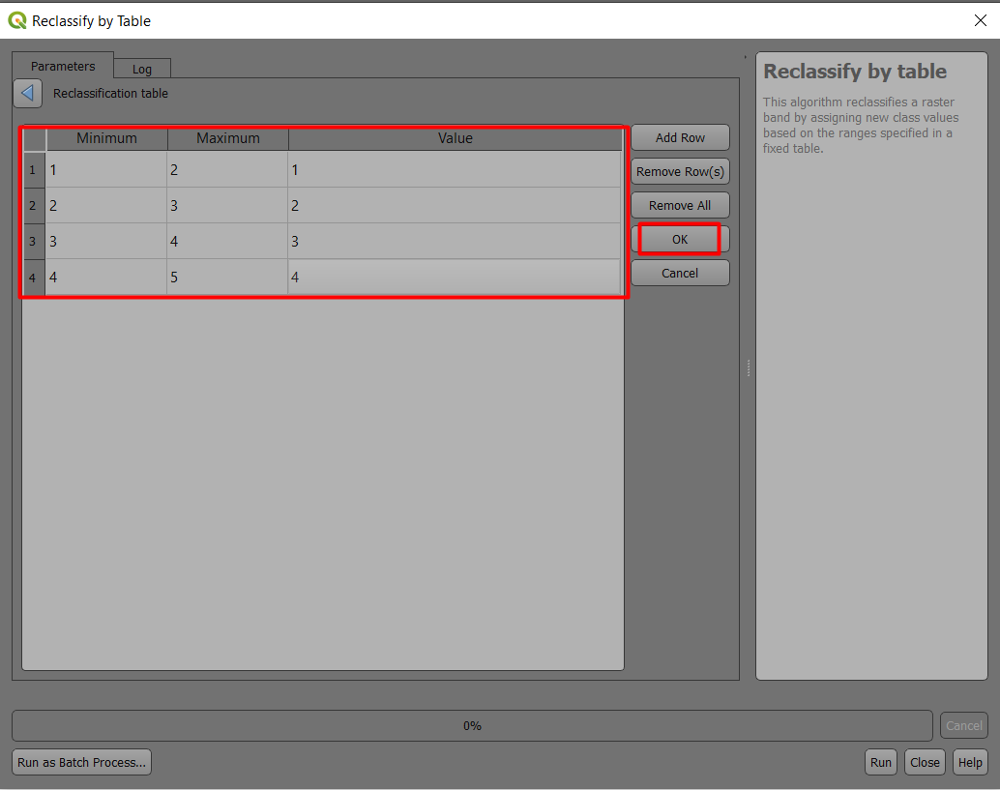 Reclassify by Table
Parameters
Log
Reclassification table
Minimum Maximum Value
1 1 2 1
2 2 3 2
3 3 4 3
4 4 5 4
Add Row
Remove Row(s)
Remove All
OK
Cancel
Reclassify by table
This algorithm reclassifies a raster
band by assigning new class values
based on the ranges specified in a
fixed table.
0%
Cancel
Run as Batch Process...
Run
Close
Help